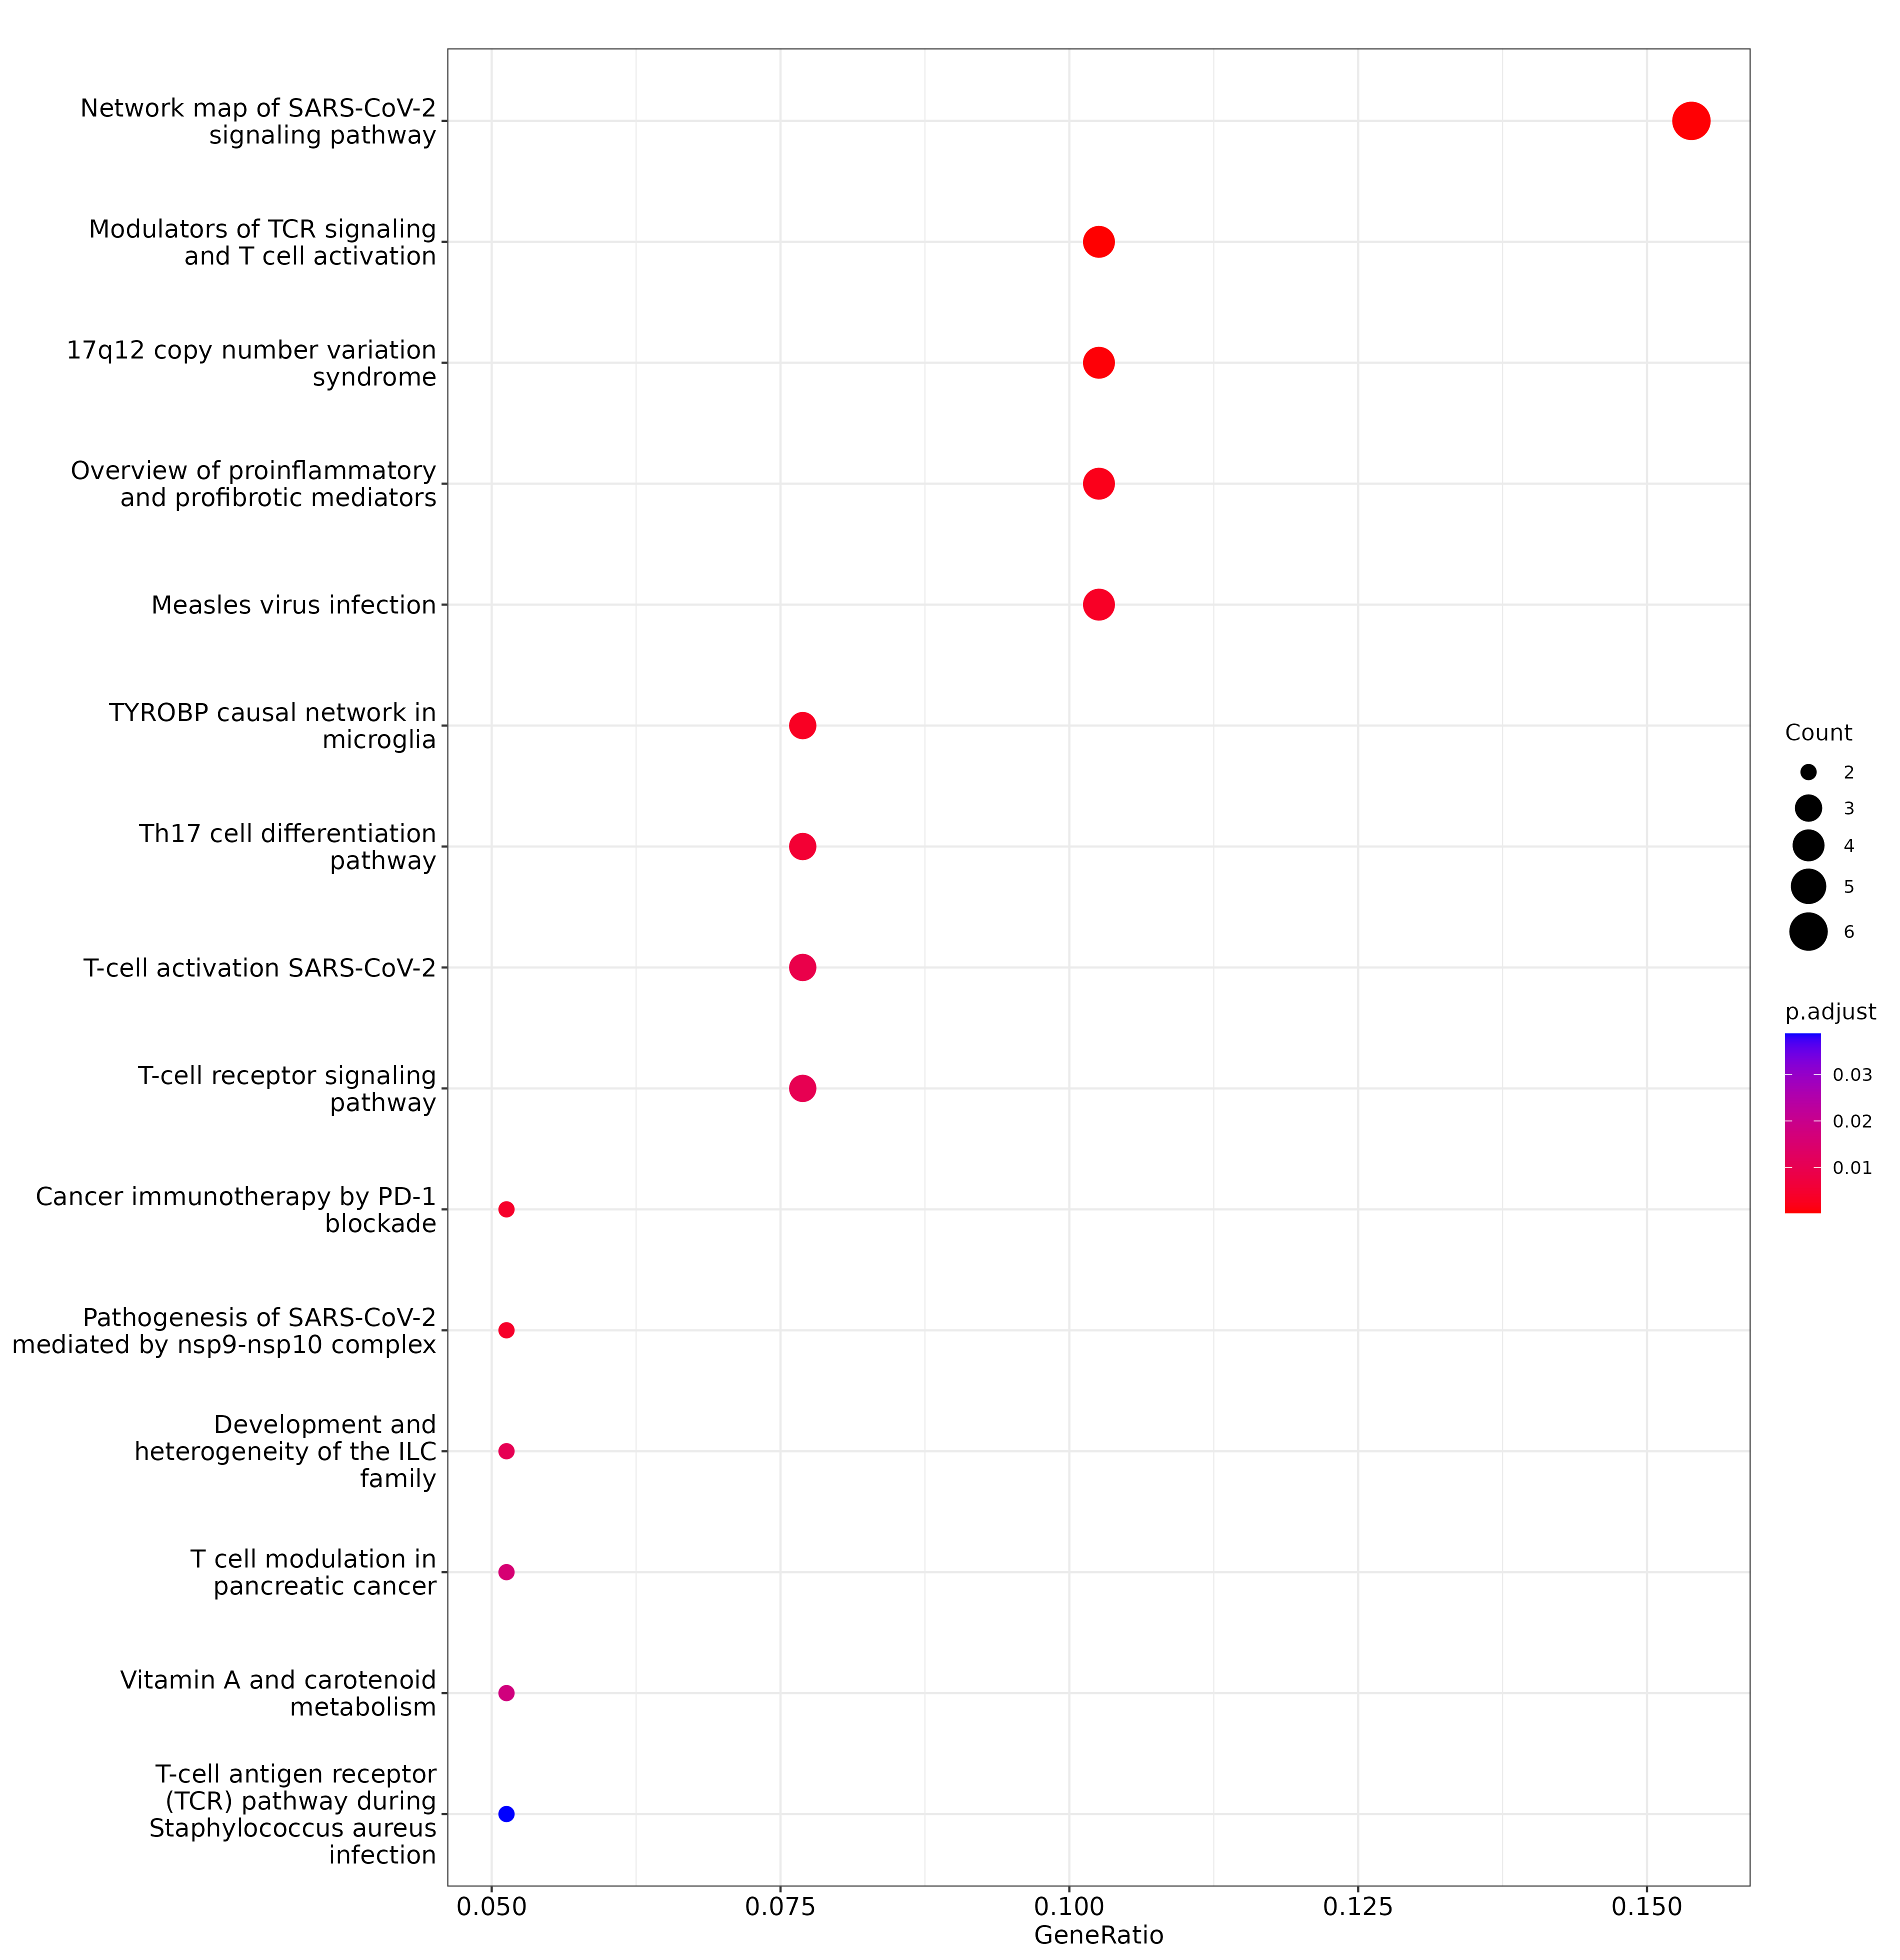 Network map of SARS-CoV-2
signaling pathway
Modulators of TCR signaling
and T cell activation
17q12 copy number variation
syndrome
Overview of proinflammatory
and profibrotic mediators
Measles virus infection
TYROBP causal network in
microglia
Th17 cell differentiation
pathway
T-cell activation SARS-CoV-2
T-cell receptor signaling
pathway
Cancer immunotherapy by PD-1
blockade
Pathogenesis of SARS-CoV-2
mediated by nsp9-nsp10 complex
Development and
heterogeneity of the ILC
family
T cell modulation in
pancreatic cancer
Vitamin A and carotenoid
metabolism
T-cell antigen receptor
(TCR) pathway during
Staphylococcus aureus
infection
0.050 0.075 0.100 0.125 0.150
GeneRatio
Count
2
3
4
5
6
p.adjust
0.03
0.02
0.01